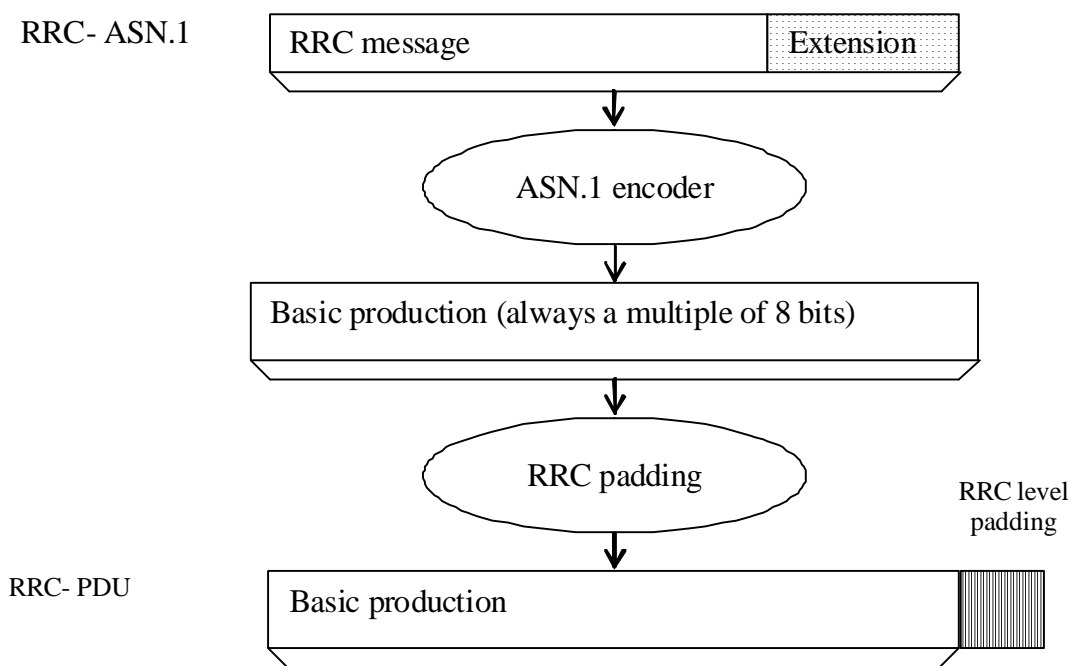 RRC- ASN.1
RRC message
Extension
ASN.1 encoder
Basic production (always a multiple of 8 bits)
RRC padding
RRC level
padding
RRC- PDU
Basic production